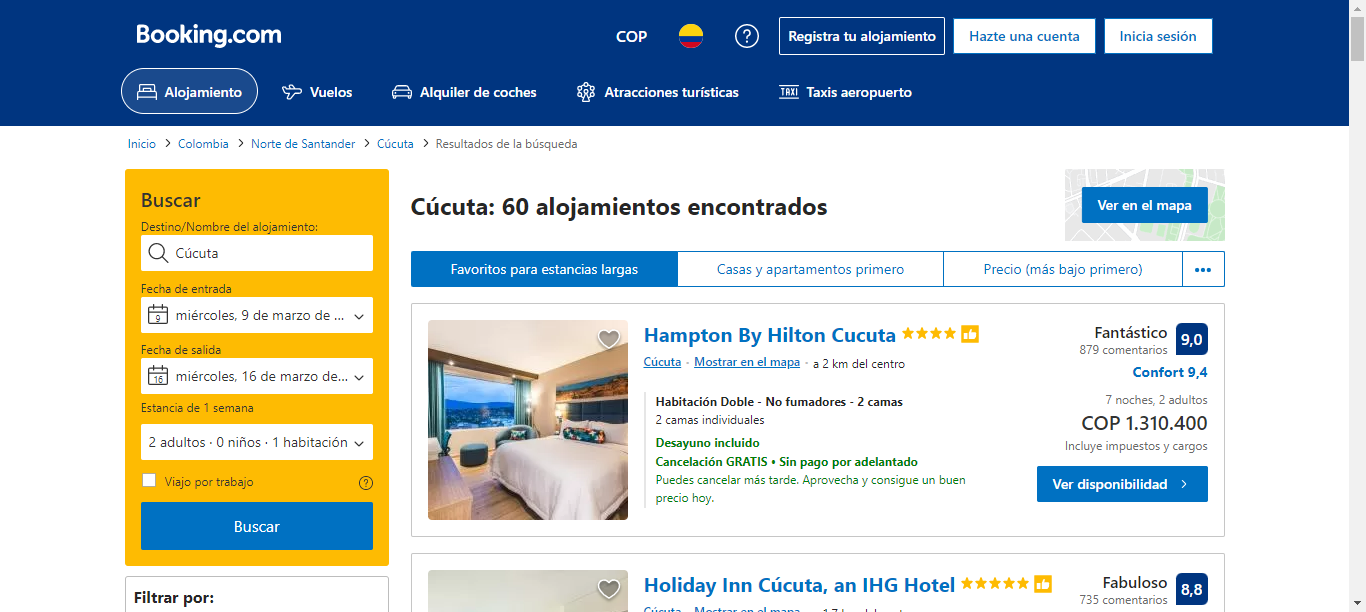 Booking.com
COP
Registra tu alojamiento
Hazte una cuenta
Inicia sesión
Alojamiento
Vuelos
Alquiler de coches
Atracciones turísticas
TAXI Taxis aeropuerto
Inicio > Colombia > Norte de Santander > Cúcuta > Resultados de la búsqueda
Buscar
Destino/Nombre del alojamiento:
Cúcuta
Fecha de entrada
9 miércoles, 9 de marzo de ...
Fecha de salida
16 miércoles, 16 de marzo de...
Estancia de 1 semana
2 adultos · 0 niños · 1 habitación
Viajo por trabajo
Buscar
Filtrar por:
Cúcuta: 60 alojamientos encontrados
Ver en el mapa
Favoritos para estancias largas
Casas y apartamentos primero
Precio (más bajo primero)
Hampton By Hilton Cucuta
Cúcuta · Mostrar en el mapa · a 2 km del centro
Habitación Doble - No fumadores - 2 camas
2 camas individuales
Desayuno incluido
Cancelación GRATIS • Sin pago por adelantado
Puedes cancelar más tarde. Aprovecha y consigue un buen
precio hoy.
Fantástico 9,0
879 comentarios
Confort 9,4
7 noches, 2 adultos
COP 1.310.400
Incluye impuestos y cargos
Ver disponibilidad
Holiday Inn Cúcuta, an IHG Hotel
Fabuloso 8,8
735 comentarios
Cúcuta · Mostrar en el mapa